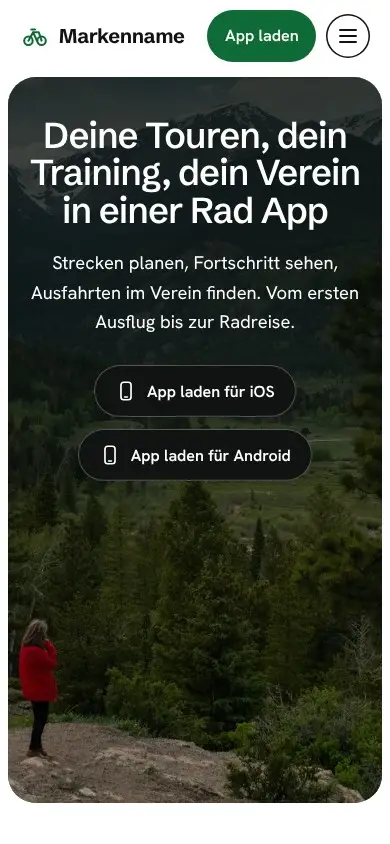 Markenname
App laden
Deine Touren, dein
Training, dein Verein
in einer Rad App
Strecken planen, Fortschritt sehen,
Ausfahrten im Verein finden. Vom ersten
Ausflug bis zur Radreise.
App laden für iOS
App laden für Android